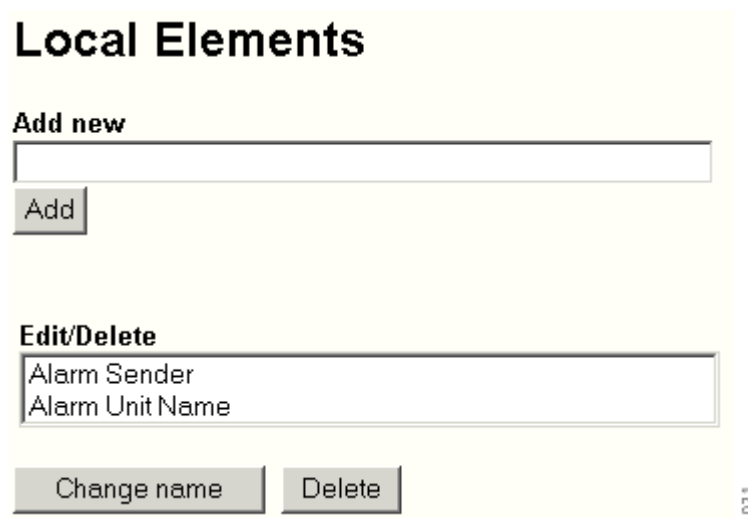 Local Elements
Add new
Add
Edit/Delete
Alarm Sender
Alarm Unit Name
Change name Delete